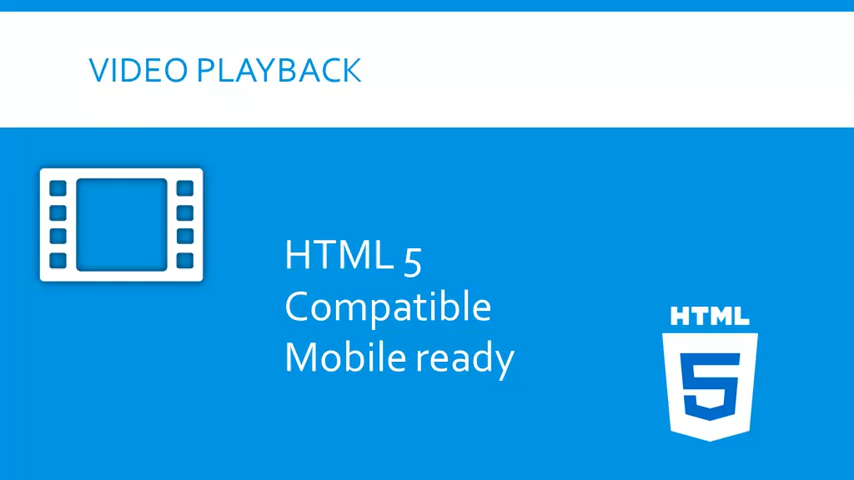 VIDEO PLAYBACK
HTML 5
Compatible
Mobile ready
HTML
5